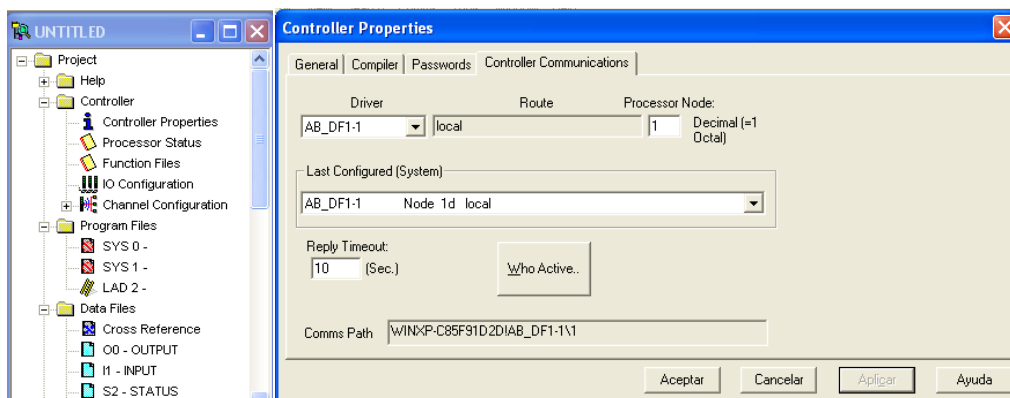 UNTITLED
Project
Help
Controller
Controller Properties
Processor Status
Function Files
IO Configuration
Channel Configuration
Program Files
SYS 0 -
SYS 1 -
LAD 2 -
Data Files
Cross Reference
O0 - OUTPUT
I1 - INPUT
S2 - STATUS
Controller Properties
General Compiler Passwords Controller Communications
Driver Route Processor Node:
AB_DF1-1 local 1 Decimal (=1
Octal)
Last Configured (System)
AB_DF1-1 Node 1d local
Reply Timeout:
10 (Sec.) Who Active..
Comms Path WINXP-C85F91D2D!AB_DF1-1\1
Aceptar Cancelar Aplicar Ayuda